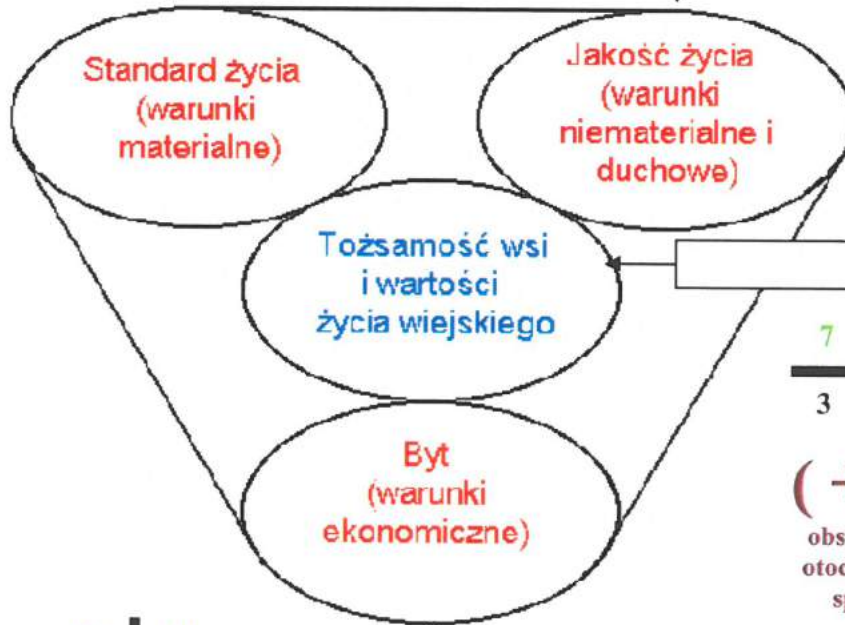 Standard życia
(warunki
materialne)
Jakość życia
(warunki
niematerialne i
duchowe)
Tożsamość wsi
i wartości
życia wiejskiego
7
3
Byt
(warunki
ekonomiczne)
(